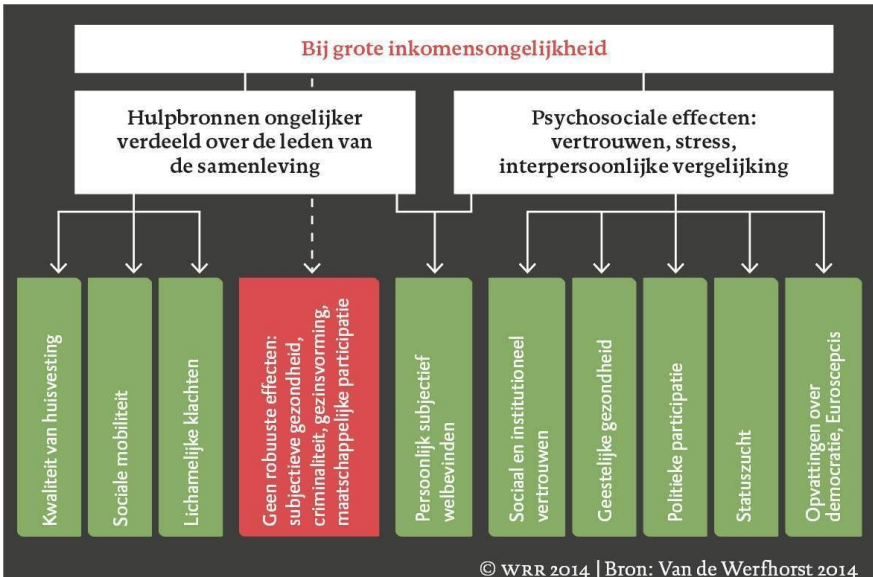 Bij grote inkomensongelijkheid
Hulpbronnen ongelijker
verdeeld over de leden van
de samenleving
Psychosociale effecten:
vertrouwen, stress,
interpersoonlijke vergelijking
Kwaliteit van huisvesting
Sociale mobiliteit
Lichamelijke klachten
Geen robuuste effecten:
subjectieve gezondheid,
criminaliteit, gezinsvorming,
maatschappelijke participatie
Persoonlijk subjectief
welbevinden
Sociaal en institutioneel
vertrouwen
Geestelijke gezondheid
Politieke participatie
Statuszucht
Opvattingen over
democratie, Euroscepcis
© WRR 2014 | Bron: Van de Werfhorst 2014